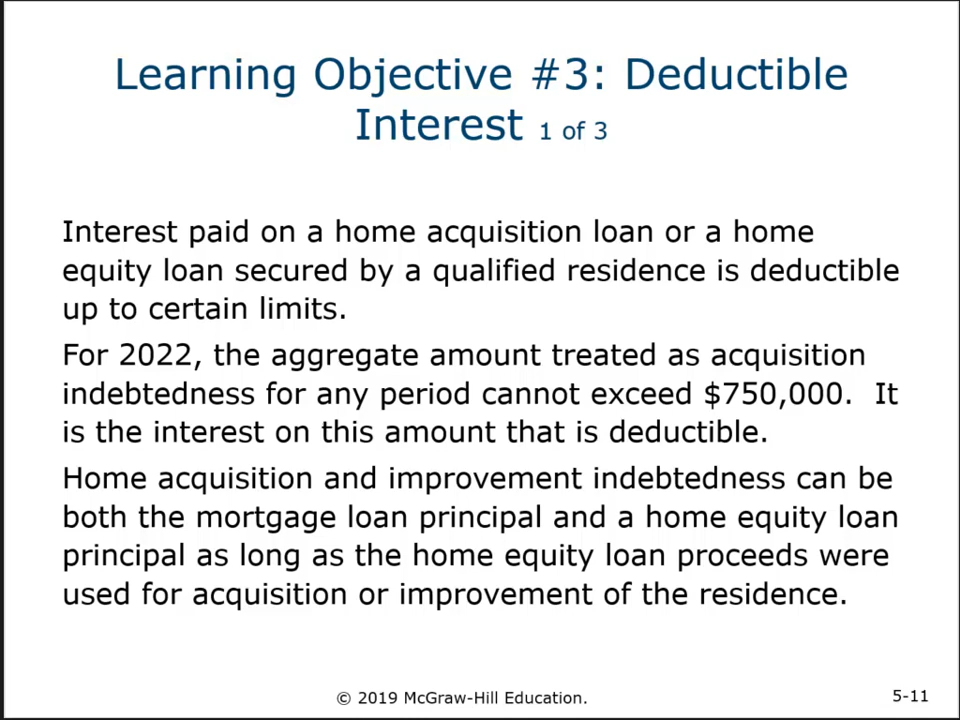 Learning Objective #3: Deductible
Interest 1 of 3
Interest paid on a home acquisition loan or a home
equity loan secured by a qualified residence is deductible
up to certain limits.
For 2022, the aggregate amount treated as acquisition
indebtedness for any period cannot exceed $750,000.  It
is the interest on this amount that is deductible.
Home acquisition and improvement indebtedness can be
both the mortgage loan principal and a home equity loan
principal as long as the home equity loan proceeds were
used for acquisition or improvement of the residence.
© 2019 McGraw-Hill Education.
5-11